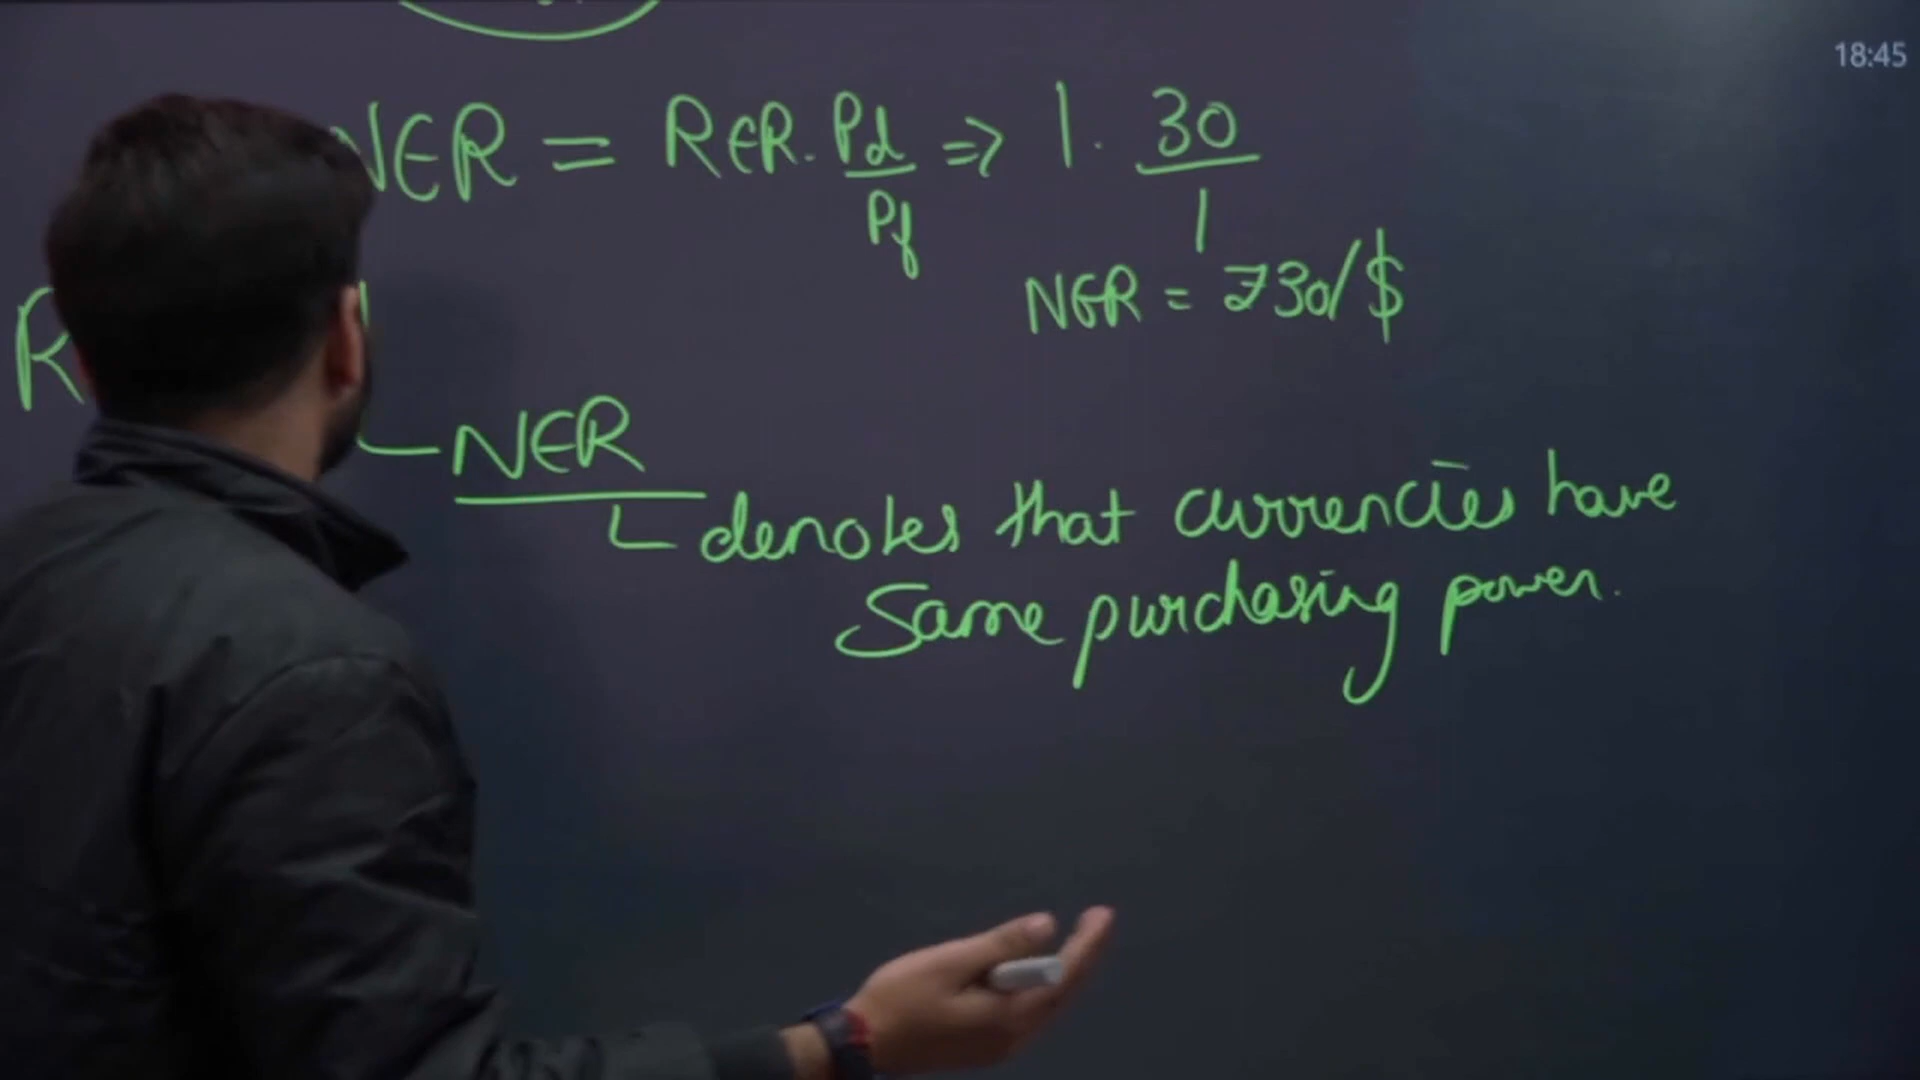 18:45
NER = RER. Pd/Pf => 1. 30/1
NER = ₹30/$
R
NER
denotes that currencies have
Same purchasing power.